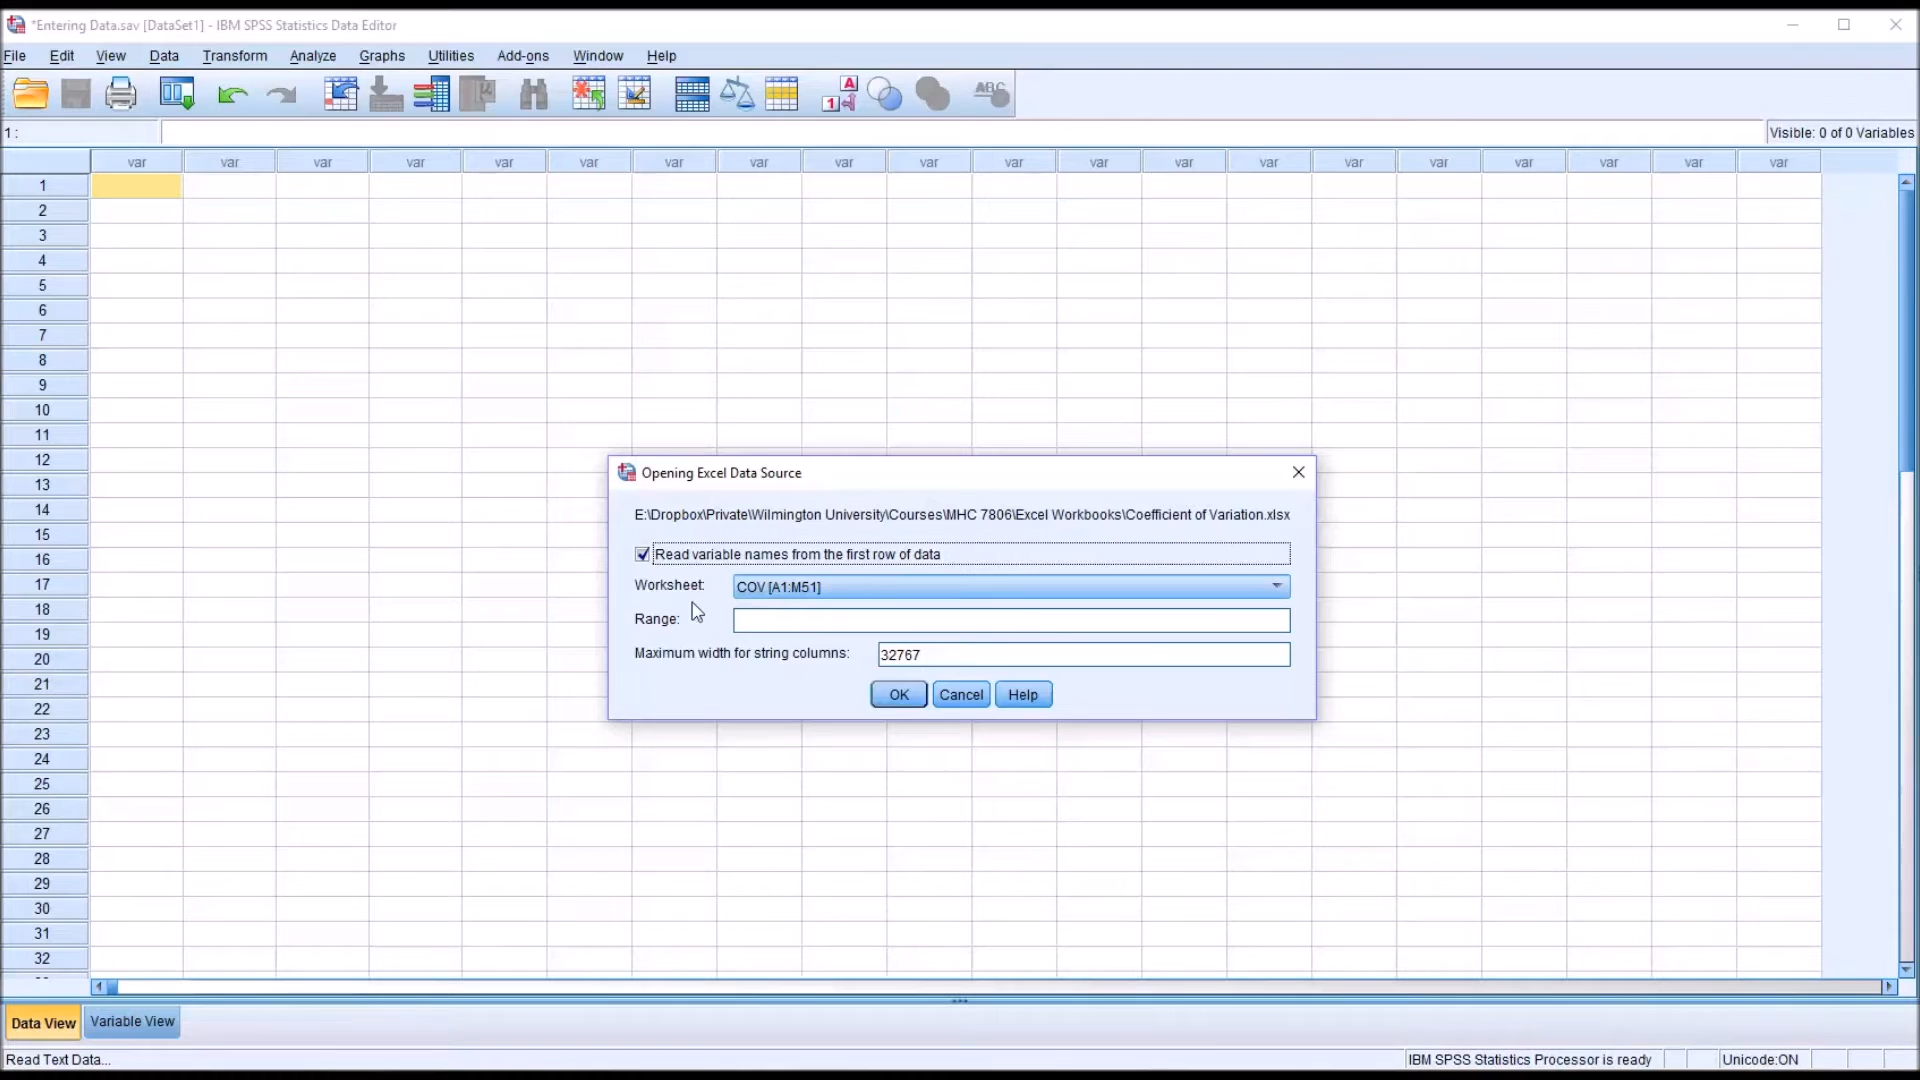 *Entering Data.sav [DataSet1] - IBM SPSS Statistics Data Editor
File Edit View Data Transform Analyze Graphs Utilities Add-ons Window Help
1 A ABC
1 : Visible: 0 of 0 Variables
var var var var var var var var var var var var var var var var var var var var
1
2
3
4
5
6
7
8
9
10
11
12
13
14
15
16
17
18
19
20
21
22
23
24
25
26
27
28
29
30
31
32
Opening Excel Data Source
E:\Dropbox\Private\Wilmington University\Courses\MHC 7806\Excel Workbooks\Coefficient of Variation.xlsx
Read variable names from the first row of data
Worksheet: COV [A1:M51]
Range:
Maximum width for string columns: 32767
OK Cancel Help
Data View Variable View
Read Text Data... IBM SPSS Statistics Processor is ready Unicode:ON